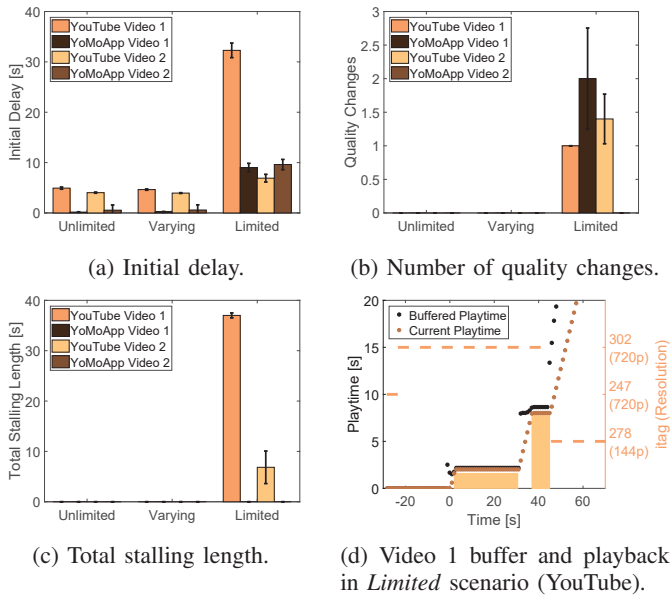 40
30
20
10
0
Initial Delay [s]
YouTube Video 1
YoMoApp Video 1
YouTube Video 2
YoMoApp Video 2
Unlimited
Varying
Limited
(a) Initial delay.
3
2.5
2
1.5
1
0.5
0
Quality Changes
YouTube Video 1
YoMoApp Video 1
YouTube Video 2
YoMoApp Video 2
Unlimited
Varying
Limited
(b) Number of quality changes.
40
30
20
10
0
Total Stalling Length [s]
YouTube Video 1
YoMoApp Video 1
YouTube Video 2
YoMoApp Video 2
Unlimited
Varying
Limited
(c) Total stalling length.
20
15
10
5
0
Playtime [s]
Buffered Playtime
Current Playtime
302
(720p)
247
(720p)
278
(144p)
itag (Resolution)
-20
0
20
40
60
Time [s]
(d) Video 1 buffer and playback
in Limited scenario (YouTube).